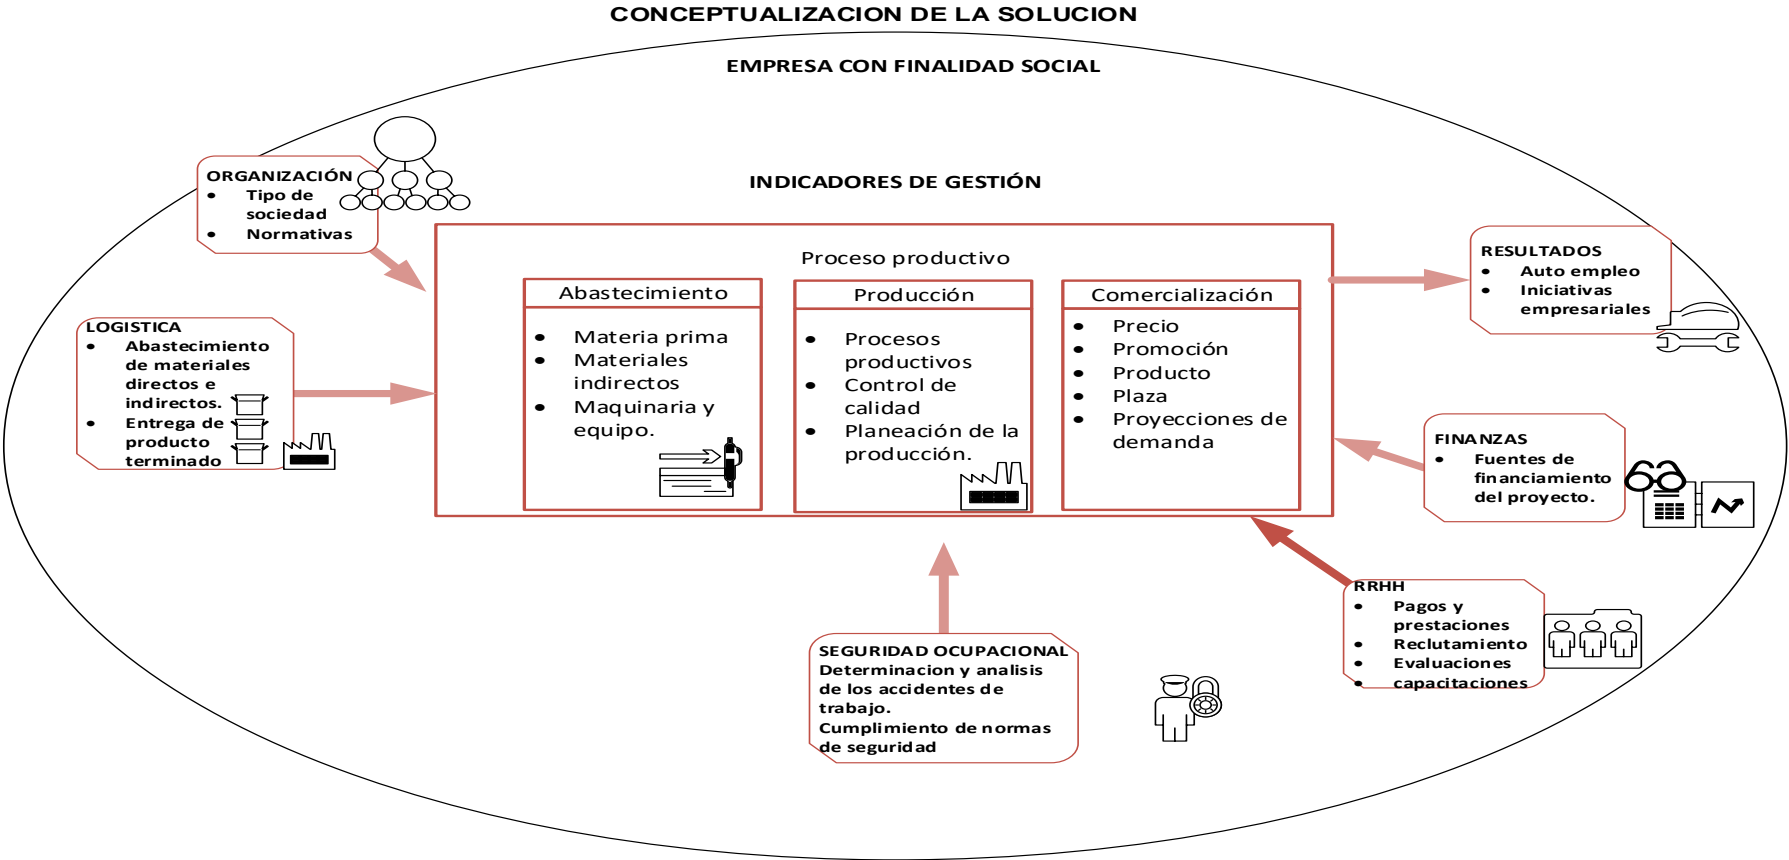 CONCEPTUALIZACION DE LA SOLUCION
EMPRESA CON FINALIDAD SOCIAL
INDICADORES DE GESTIÓN
ORGANIZACIÓN
• Tipo de
sociedad
• Normativas
LOGISTICA
• Abastecimiento
de materiales
directos e
indirectos.
• Entrega de
producto
terminado
Proceso productivo
Abastecimiento
• Materia prima
• Materiales
indirectos
• Maquinaria y
equipo.
Producción
• Procesos
productivos
• Control de
calidad
• Planeación de la
producción.
Comercialización
• Precio
• Promoción
• Producto
• Plaza
• Proyecciones de
demanda
RESULTADOS
• Auto empleo
• Iniciativas
empresariales
FINANZAS
• Fuentes de
financiamiento
del proyecto.
RRHH
• Pagos y
prestaciones
• Reclutamiento
• Evaluaciones
• capacitaciones
SEGURIDAD OCUPACIONAL
Determinacion y analisis
de los accidentes de
trabajo.
Cumplimiento de normas
de seguridad